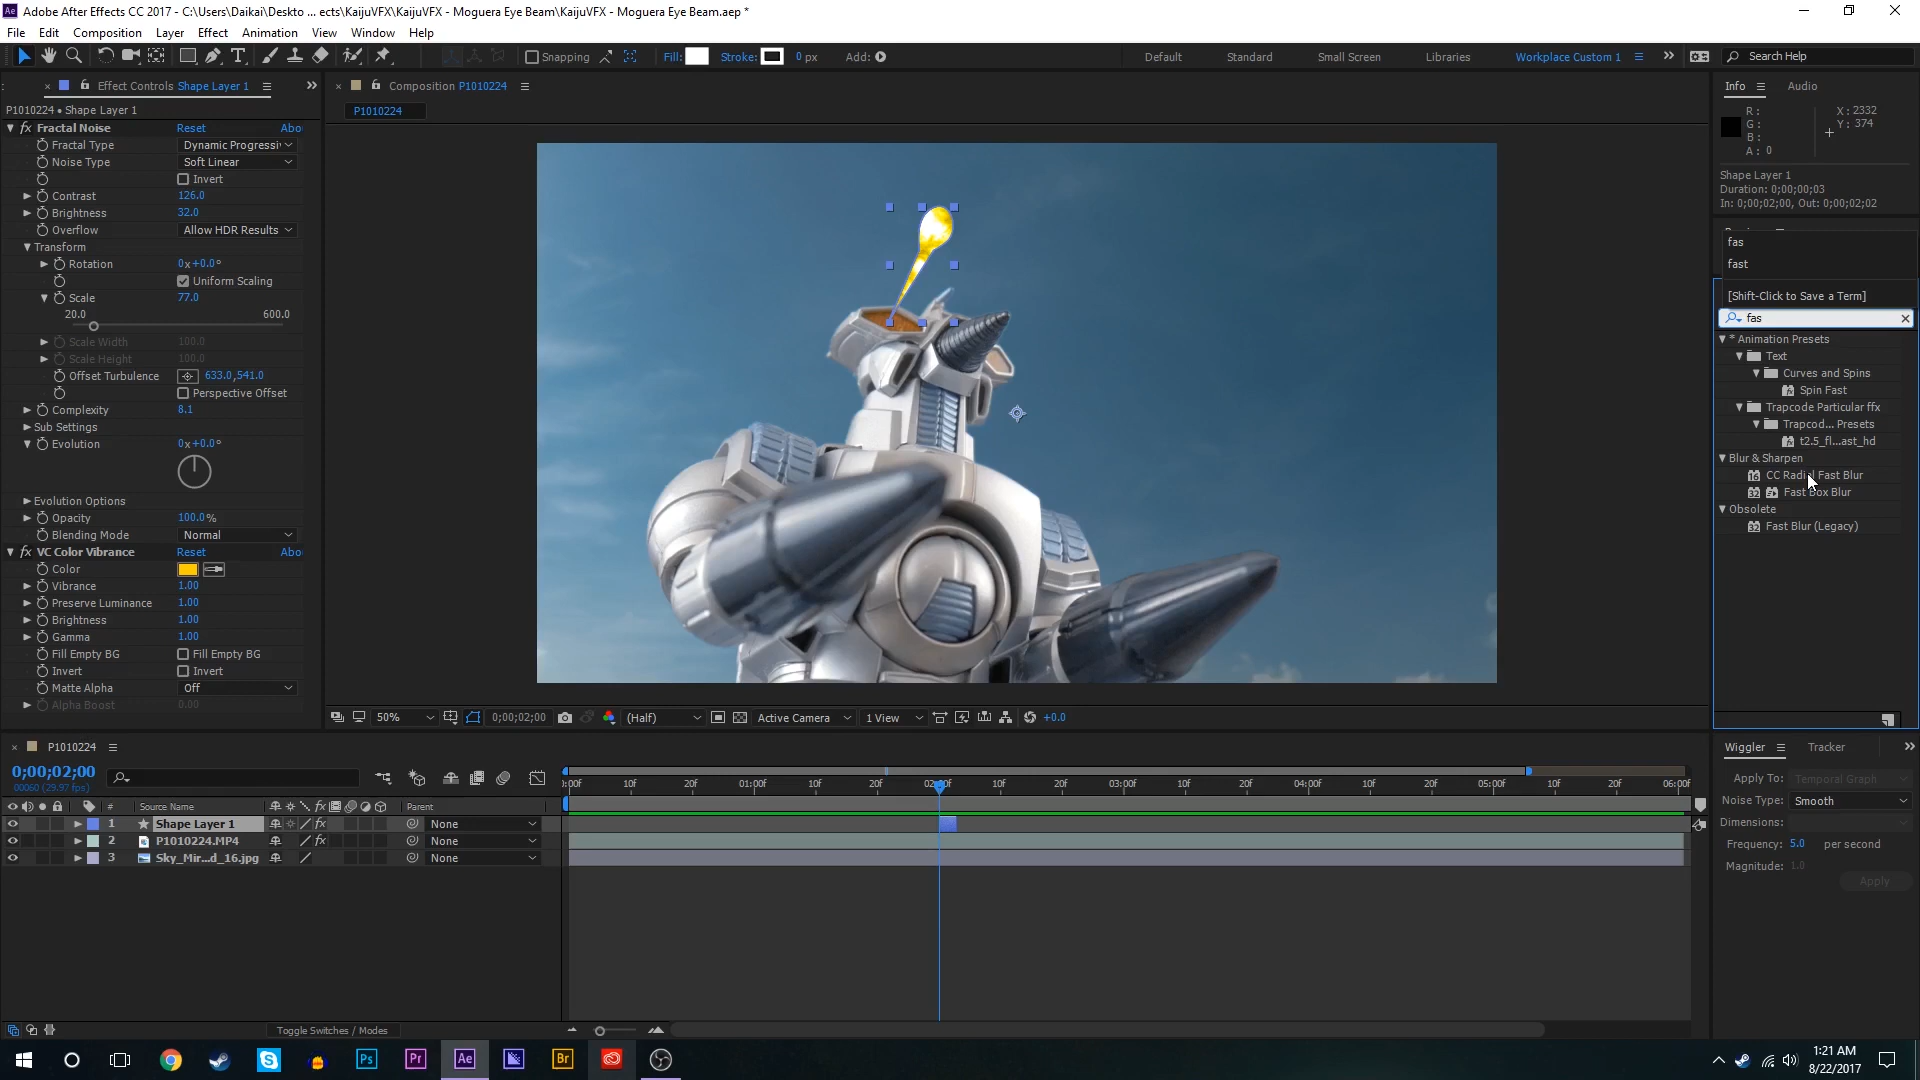 Adobe After Effects CC 2017 - C:\Users\Daikai\Deskto ... ects\KaijuVFX\KaijuVFX - Moguera Eye Beam\KaijuVFX - Moguera Eye Beam.aep *
File Edit Composition Layer Effect Animation View Window Help
Snapping Fill: Stroke: 0 px Add: Default Standard Small Screen Libraries Workplace Custom 1 Search Help
Effect Controls Shape Layer 1
Composition P1010224
Info Audio
P1010224 • Shape Layer 1
P1010224
R: X: 2332
G: Y: 374
B:
A: 0
Shape Layer 1
Duration: 0;00;00;03
In: 0;00;02;00, Out: 0;00;02;02
fx Fractal Noise Reset Abo
Fractal Type Dynamic Progressi
Noise Type Soft Linear
Invert
Contrast 126.0
Brightness 32.0
Overflow Allow HDR Results
Transform
Rotation 0x+0.0°
Uniform Scaling
Scale 77.0
20.0 600.0
Scale Width 100.0
Scale Height 100.0
Offset Turbulence 633.0,541.0
Perspective Offset
Complexity 8.1
Sub Settings
Evolution 0x+0.0°
Evolution Options
Opacity 100.0%
Blending Mode Normal
fx VC Color Vibrance Reset Abo
Color
Vibrance 1.00
Preserve Luminance 1.00
Brightness 1.00
Gamma 1.00
Fill Empty BG Fill Empty BG
Invert Invert
Matte Alpha Off
Alpha Boost 0.00
fas
fast
[Shift-Click to Save a Term]
fas
* Animation Presets
Text
Curves and Spins
Spin Fast
Trapcode Particular ffx
Trapcod... Presets
t2.5_fl...ast_hd
Blur & Sharpen
CC Radial Fast Blur
Fast Box Blur
Obsolete
Fast Blur (Legacy)
50% 0;00;02;00 (Half) Active Camera 1 View +0.0
P1010224
0;00;02;00
00060 (29.97 fps)
:00f 10f 20f 01:00f 10f 20f 02:00f 10f 20f 03:00f 10f 20f 04:00f 10f 20f 05:00f 10f 20f 06:00f
# Source Name Parent
1 Shape Layer 1 fx None
2 P1010224.MP4 fx None
3 Sky_Mir...d_16.jpg None
Toggle Switches / Modes
Wiggler Tracker
Apply To: Temporal Graph
Noise Type: Smooth
Dimensions:
Frequency: 5.0 per second
Magnitude: 1.0
Apply
Ps Pr Ae Br
1:21 AM
8/22/2017